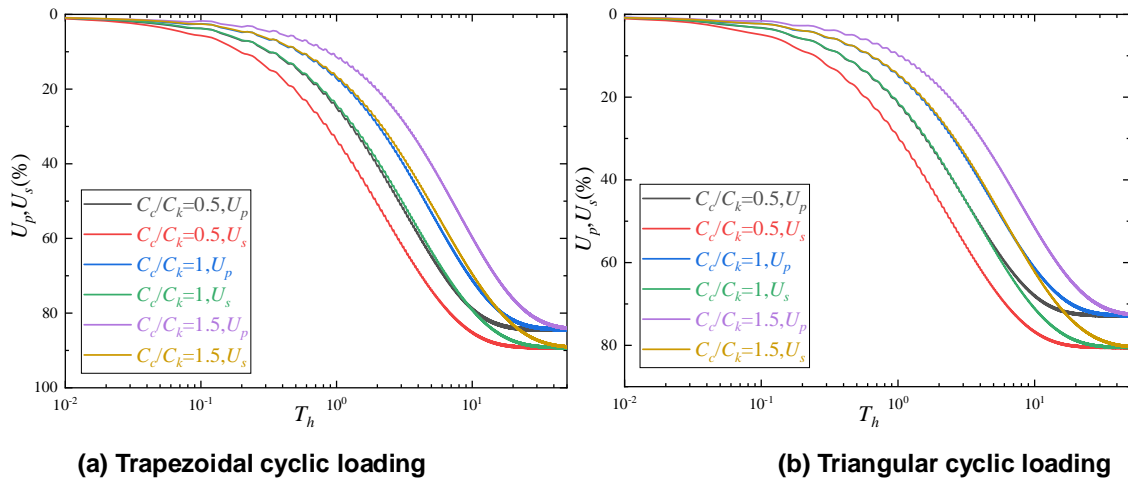 0
20
40
60
80
100
U_p,U_s(%)
C_c/C_k=0.5,U_p
C_c/C_k=0.5,U_s
C_c/C_k=1,U_p
C_c/C_k=1,U_s
C_c/C_k=1.5,U_p
C_c/C_k=1.5,U_s
10^-2 10^-1 10^0 10^1
T_h
(a) Trapezoidal cyclic loading
0
20
40
60
80
U_p,U_s(%)
C_c/C_k=0.5,U_p
C_c/C_k=0.5,U_s
C_c/C_k=1,U_p
C_c/C_k=1,U_s
C_c/C_k=1.5,U_p
C_c/C_k=1.5,U_s
10^-2 10^-1 10^0 10^1
T_h
(b) Triangular cyclic loading